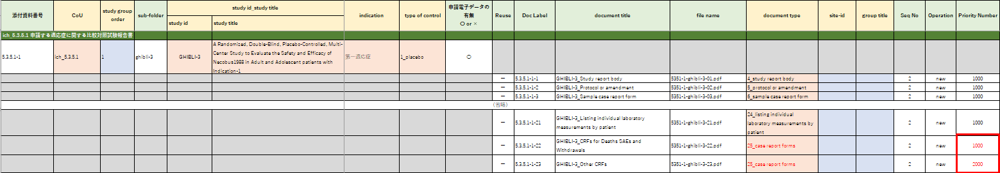 添付資料番号 CoU study group order sub-folder study id_study title indication type of control 申請電子データの有無 〇 or × Reuse Doc Label document title file name document type site-id group title Seq No Operation Priority Number
study id study title
ich_5.3.5.1 申請する適応症に関する比較対照試験報告書
5.3.5.1-1 ich_5.3.5.1 1 ghibli-3 GHIBLI-3 A Randomized, Double-Blind, Placebo-Controlled, Multi-
Center Study to Evaluate the Safety and Efficacy of
Necobus1988 in Adult and Adolescent patients with
Indication-1 第一適応症 1_placebo 〇
ー 5.3.5.1-1-1 GHIBLI-3_Study report body 5351-1-ghibli-3-01.pdf 4_study report body 2 new 1000
ー 5.3.5.1-1-2 GHIBLI-3_Protocol or amendment 5351-1-ghibli-3-02.pdf 5_protocol or amendment 2 new 1000
ー 5.3.5.1-1-3 GHIBLI-3_Sample case report form 5351-1-ghibli-3-03.pdf 6_sample case report form 2 new 1000
（省略）
ー 5.3.5.1-1-21 GHIBLI-3_Listing individual laboratory
measurements by patient 5351-1-ghibli-3-21.pdf 24_listing individual
laboratory measurements by
patient 2 new 1000
ー 5.3.5.1-1-22 GHIBLI-3_CRFs for Deaths SAEs and
Withdrawals 5351-1-ghibli-3-22.pdf 25_case report forms 2 new 1000
ー 5.3.5.1-1-23 GHIBLI-3_Other CRFs 5351-1-ghibli-3-23.pdf 25_case report forms 2 new 2000